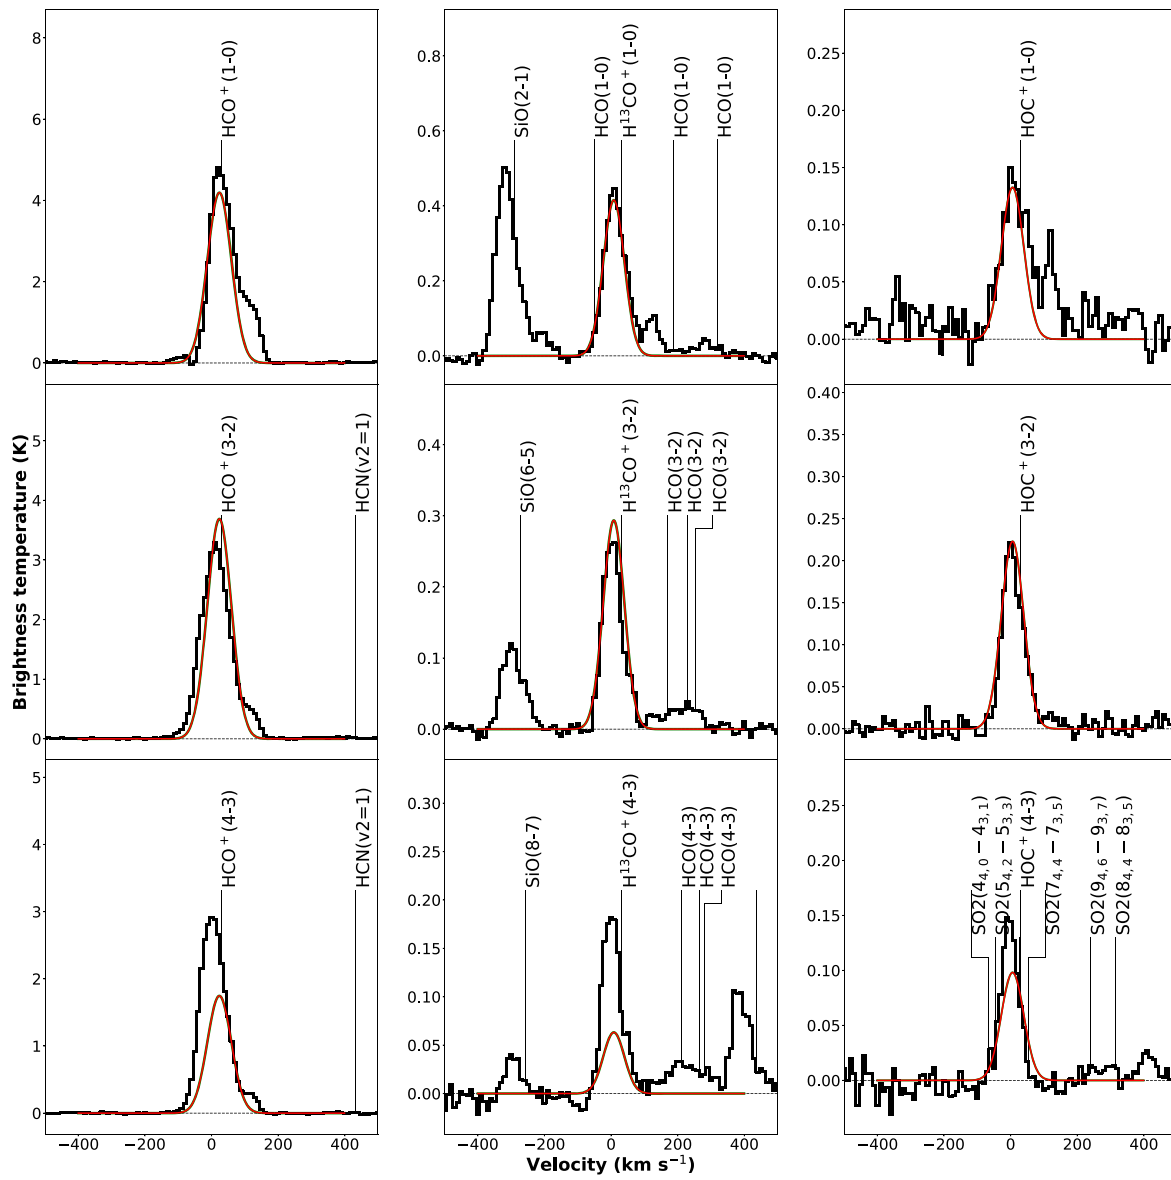 8
6
4
2
0
HCO⁺(1-0)
0.8
0.6
0.4
0.2
0.0
SiO(2-1)
HCO(1-0)
H¹³CO⁺(1-0)
HCO(1-0)
HCO(1-0)
0.25
0.20
0.15
0.10
0.05
0.00
HOC⁺(1-0)
Brightness temperature (K)
5
4
3
2
1
0
HCO⁺(3-2)
HCN(v2=1)
0.4
0.3
0.2
0.1
0.0
SiO(6-5)
H¹³CO⁺(3-2)
HCO(3-2)
HCO(3-2)
HCO(3-2)
0.40
0.35
0.30
0.25
0.20
0.15
0.10
0.05
0.00
HOC⁺(3-2)
5
4
3
2
1
0
HCO⁺(4-3)
HCN(v2=1)
0.30
0.25
0.20
0.15
0.10
0.05
0.00
SiO(8-7)
H¹³CO⁺(4-3)
HCO(4-3)
HCO(4-3)
HCO(4-3)
0.25
0.20
0.15
0.10
0.05
0.00
SO2(4₄,₀ − 4₃,₁)
SO2(5₄,₂ − 5₃,₃)
HOC⁺(4-3)
SO2(7₄,₄ − 7₃,₅)
SO2(9₄,₆ − 9₃,₇)
SO2(8₄,₄ − 8₃,₅)
−400 −200 0 200 400
−400 −200 0 200 400
−400 −200 0 200 400
Velocity (km s⁻¹)